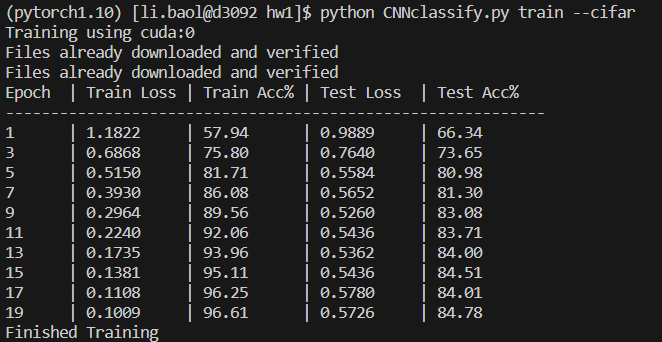 (pytorch1.10) [li.baol@d3092 hw1]$ python CNNclassify.py train --cifar
Training using cuda:0
Files already downloaded and verified
Files already downloaded and verified
Epoch  | Train Loss | Train Acc% | Test Loss  | Test Acc%
----------------------------------------------------------
1      | 1.1822     | 57.94      | 0.9889     | 66.34
3      | 0.6868     | 75.80      | 0.7640     | 73.65
5      | 0.5150     | 81.71      | 0.5584     | 80.98
7      | 0.3930     | 86.08      | 0.5652     | 81.30
9      | 0.2964     | 89.56      | 0.5260     | 83.08
11     | 0.2240     | 92.06      | 0.5436     | 83.71
13     | 0.1735     | 93.96      | 0.5362     | 84.00
15     | 0.1381     | 95.11      | 0.5436     | 84.51
17     | 0.1108     | 96.25      | 0.5780     | 84.01
19     | 0.1009     | 96.61      | 0.5726     | 84.78
Finished Training